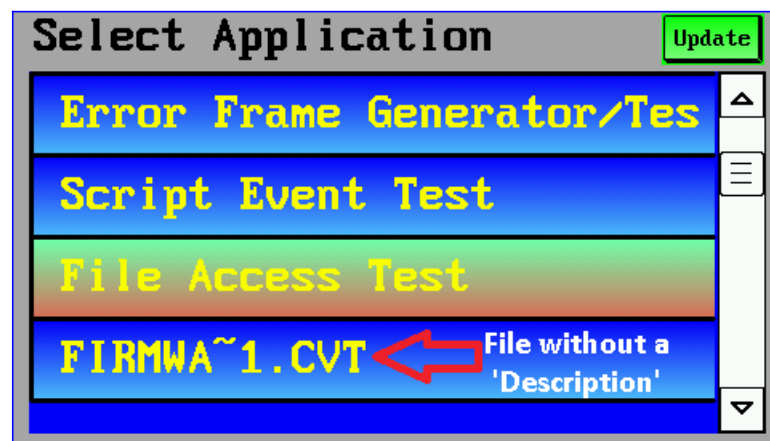 Select Application
Update
Error Frame Generator/Tes
Script Event Test
File Access Test
FIRMWA~1.CVT
File without a
'Description'